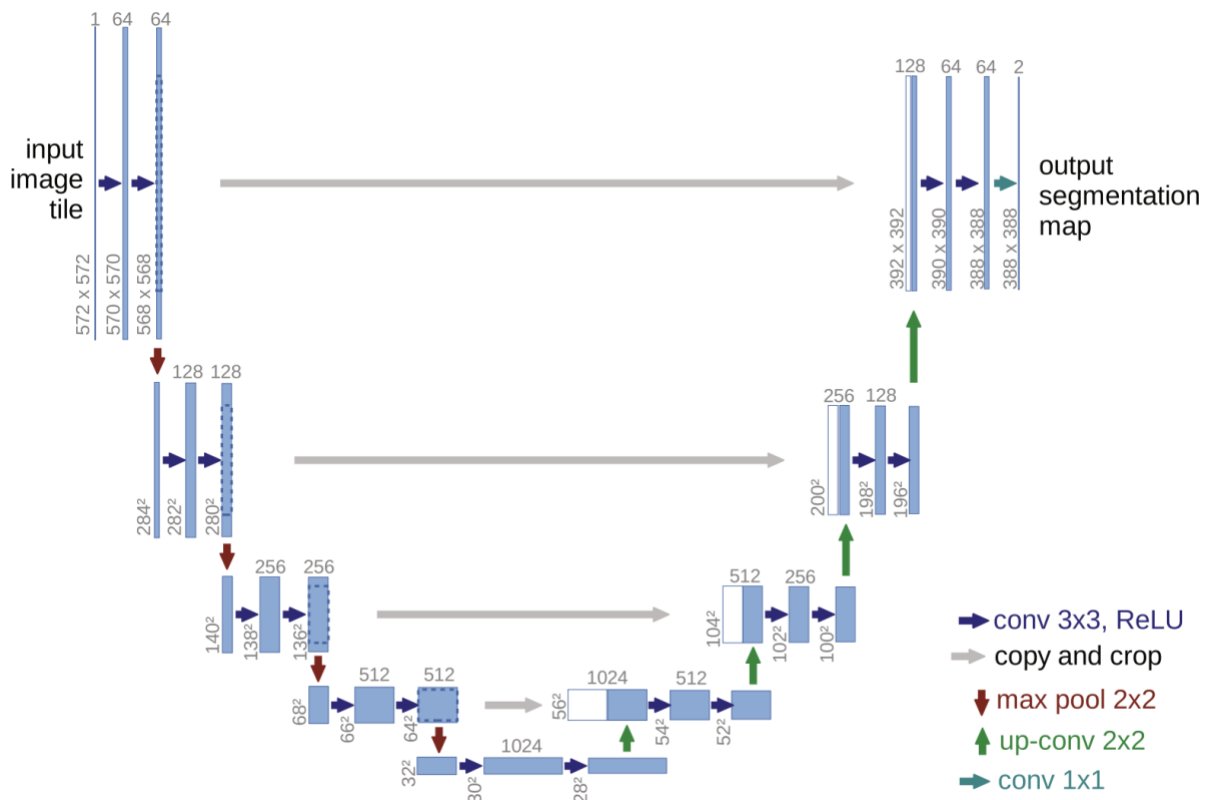 1 64 64
128 64 64 2
input
image
tile
output
segmentation
map
572 x 572
570 x 570
568 x 568
392 x 392
390 x 390
388 x 388
388 x 388
128 128
256 128
284²
282²
280²
200²
198²
196²
256 256
512 256
140²
138²
136²
104²
102²
100²
512 512
1024 512
68²
66²
64²
56²
54²
52²
1024
32²
30²
28²
conv 3x3, ReLU
copy and crop
max pool 2x2
up-conv 2x2
conv 1x1